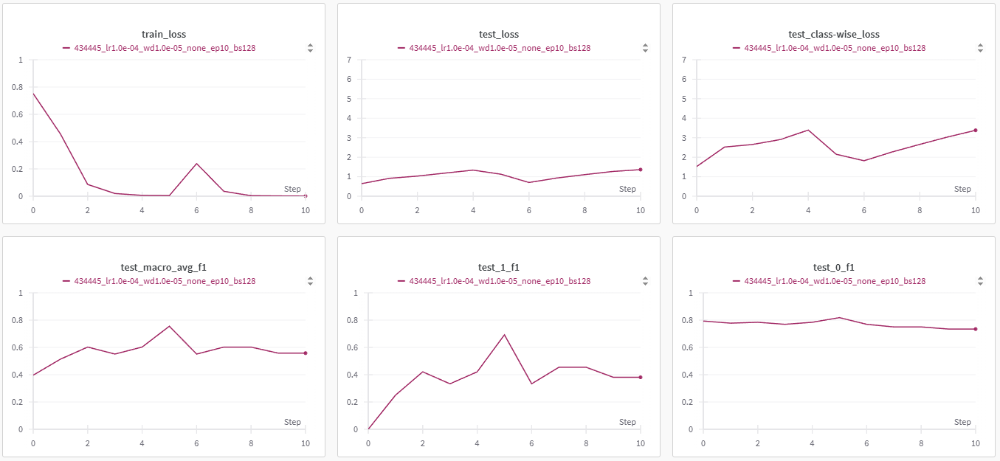 train_loss
434445_lr1.0e-04_wd1.0e-05_none_ep10_bs128
1
0.8
0.6
0.4
0.2
0
Step
0 2 4 6 8 10
test_loss
434445_lr1.0e-04_wd1.0e-05_none_ep10_bs128
7
6
5
4
3
2
1
0
Step
0 2 4 6 8 10
test_class-wise_loss
434445_lr1.0e-04_wd1.0e-05_none_ep10_bs128
7
6
5
4
3
2
1
0
Step
0 2 4 6 8 10
test_macro_avg_f1
434445_lr1.0e-04_wd1.0e-05_none_ep10_bs128
1
0.8
0.6
0.4
0.2
0
Step
0 2 4 6 8 10
test_1_f1
434445_lr1.0e-04_wd1.0e-05_none_ep10_bs128
1
0.8
0.6
0.4
0.2
0
Step
0 2 4 6 8 10
test_0_f1
434445_lr1.0e-04_wd1.0e-05_none_ep10_bs128
1
0.8
0.6
0.4
0.2
0
Step
0 2 4 6 8 10